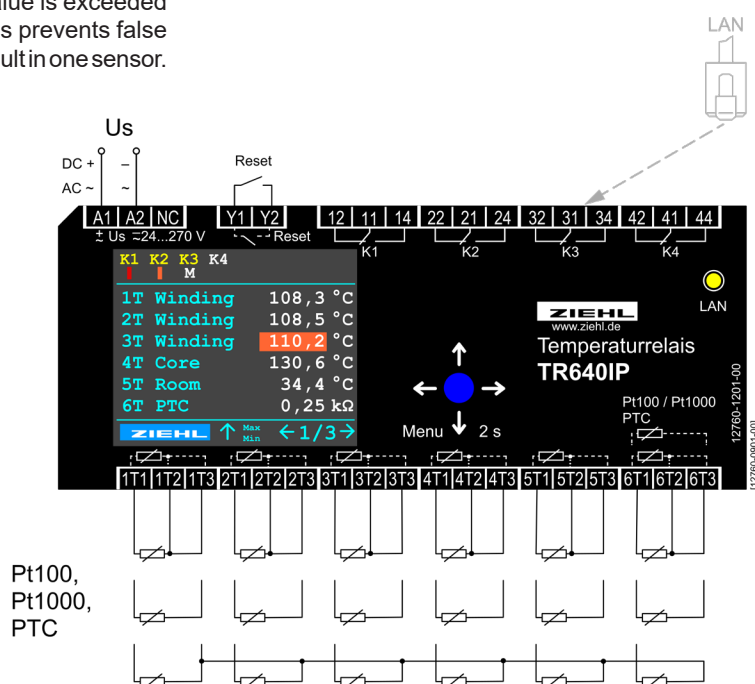 alue is exceeded
s prevents false
ult in one sensor.
LAN
Us
DC + –
AC ~ ~
Reset
A1 A2 NC Y1 Y2 12 11 14 22 21 24 32 31 34 42 41 44
± Us ≂24...270 V Reset K1 K2 K3 K4
K1 K2 K3 K4
M
1T Winding 108,3 °C
2T Winding 108,5 °C
3T Winding 110,2 °C
4T Core 130,6 °C
5T Room 34,4 °C
6T PTC 0,25 kΩ
ZIEHL ↑ Max Min ←1/3→
LAN
ZIEHL
www.ziehl.de
Temperaturrelais
TR640IP
Pt100 / Pt1000
PTC
Menu 2 s
12760-1201-00
[12760-0901-00]
1T1 1T2 1T3 2T1 2T2 2T3 3T1 3T2 3T3 4T1 4T2 4T3 5T1 5T2 5T3 6T1 6T2 6T3
Pt100,
Pt1000,
PTC